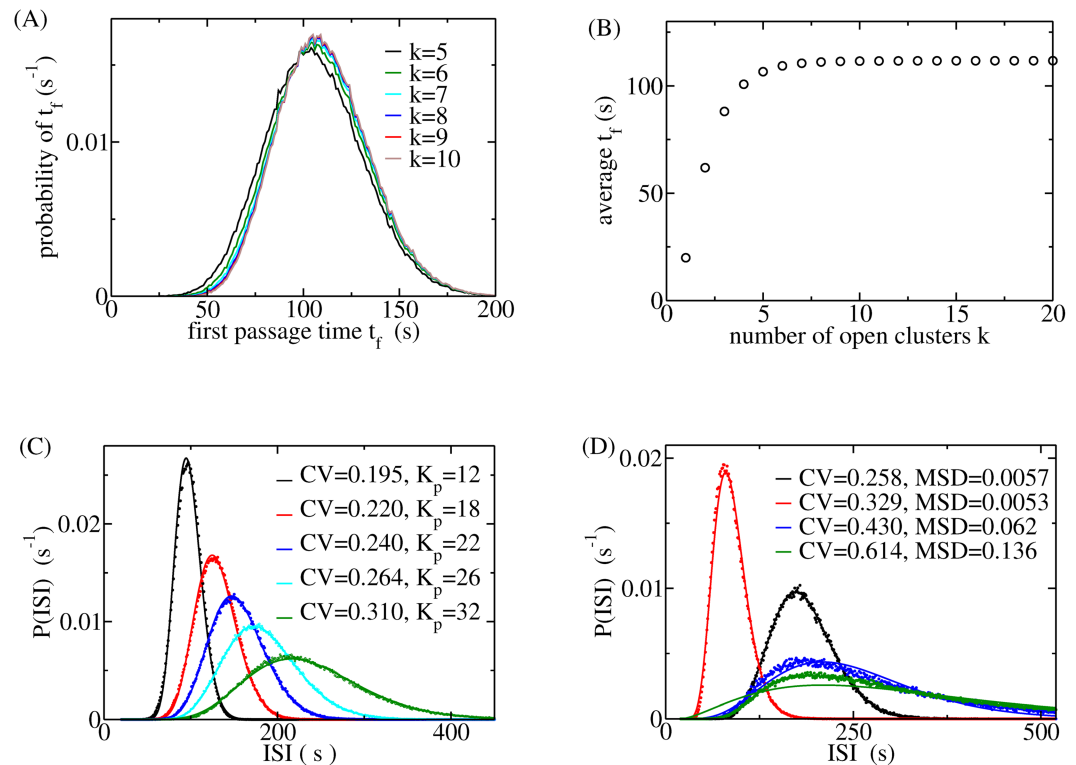 (A)
probability of t_f (s^-1)
0.01
0
k=5
k=6
k=7
k=8
k=9
k=10
0 50 100 150 200
first passage time t_f (s)
(B)
average t_f (s)
100
50
0
0 5 10 15 20
number of open clusters k
(C)
P(ISI) (s^-1)
0.02
0.01
0
CV=0.195, K_p=12
CV=0.220, K_p=18
CV=0.240, K_p=22
CV=0.264, K_p=26
CV=0.310, K_p=32
0 200 400
ISI ( s )
(D)
P(ISI) (s^-1)
0.02
0.01
0
CV=0.258, MSD=0.0057
CV=0.329, MSD=0.0053
CV=0.430, MSD=0.062
CV=0.614, MSD=0.136
0 250 500
ISI (s)